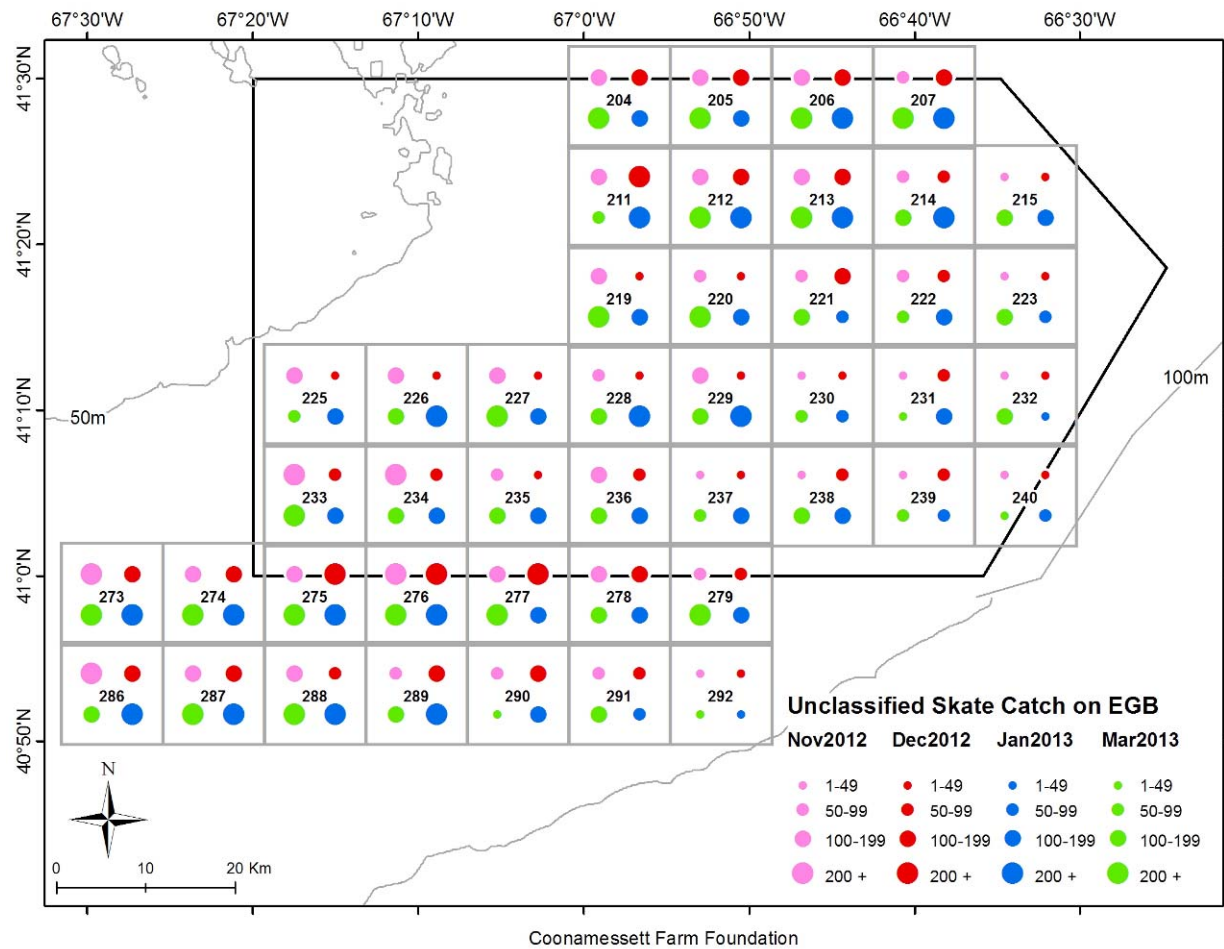 67°30'W 67°20'W 67°10'W 67°0'W 66°50'W 66°40'W 66°30'W
41°30'N
204 205 206 207
211 212 213 214 215
41°20'N
219 220 221 222 223
100m
225 226 227 228 229 230 231 232
41°10'N
50m
233 234 235 236 237 238 239 240
41°0'N
273 274 275 276 277 278 279
286 287 288 289 290 291 292
40°50'N
Unclassified Skate Catch on EGB
Nov2012 Dec2012 Jan2013 Mar2013
1-49 1-49 1-49 1-49
50-99 50-99 50-99 50-99
100-199 100-199 100-199 100-199
200 + 200 + 200 + 200 +
N
0 10 20 Km
Coonamessett Farm Foundation